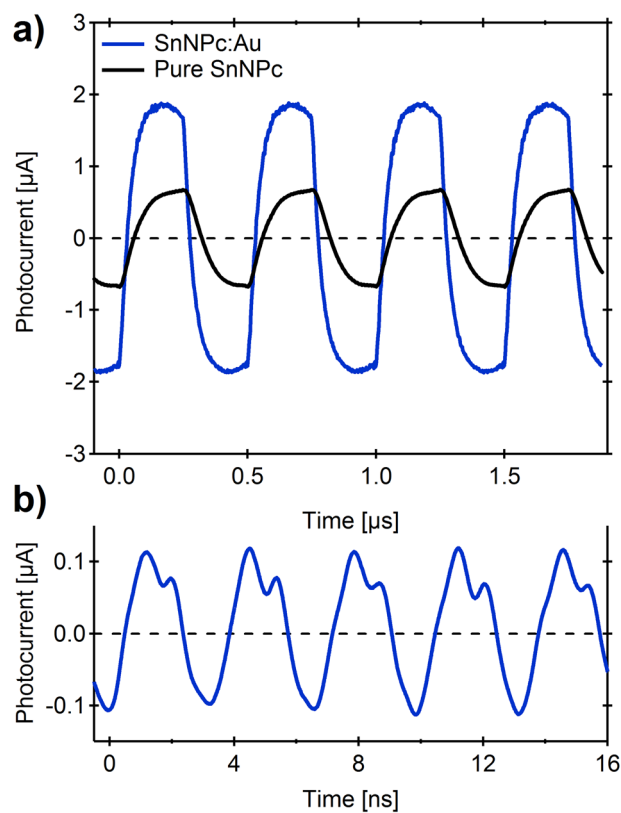 a)
SnNPc:Au
Pure SnNPc
Photocurrent [µA]
3
2
1
0
-1
-2
-3
0.0 0.5 1.0 1.5
Time [µs]
b)
Photocurrent [µA]
0.1
0.0
-0.1
0 4 8 12 16
Time [ns]